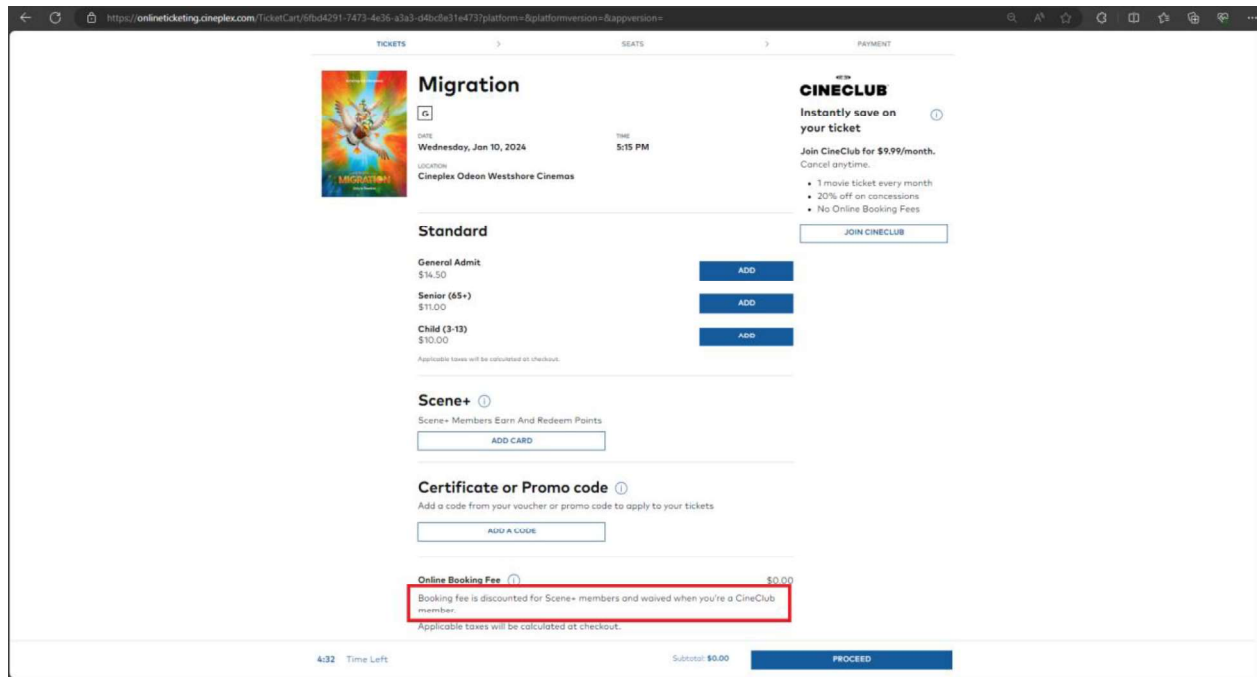 https://onlineticketing.cineplex.com/TicketCart/6fbd4291-7473-4e36-a3a3-d4bc8e31e473?platform=&platformversion=&appversion=
TICKETS > SEATS > PAYMENT
MIGRATION
Migration
G
DATE
Wednesday, Jan 10, 2024
TIME
5:15 PM
LOCATION
Cineplex Odeon Westshore Cinemas
Standard
General Admit
$14.50
ADD
Senior (65+)
$11.00
ADD
Child (3-13)
$10.00
ADD
Applicable taxes will be calculated at checkout.
Scene+
Scene+ Members Earn And Redeem Points
ADD CARD
Certificate or Promo code
Add a code from your voucher or promo code to apply to your tickets
ADD A CODE
Online Booking Fee $0.00
Booking fee is discounted for Scene+ members and waived when you're a CineClub
member.
Applicable taxes will be calculated at checkout.
CINECLUB
Instantly save on
your ticket
Join CineClub for $9.99/month.
Cancel anytime.
• 1 movie ticket every month
• 20% off on concessions
• No Online Booking Fees
JOIN CINECLUB
4:32 Time Left
Subtotal: $0.00
PROCEED